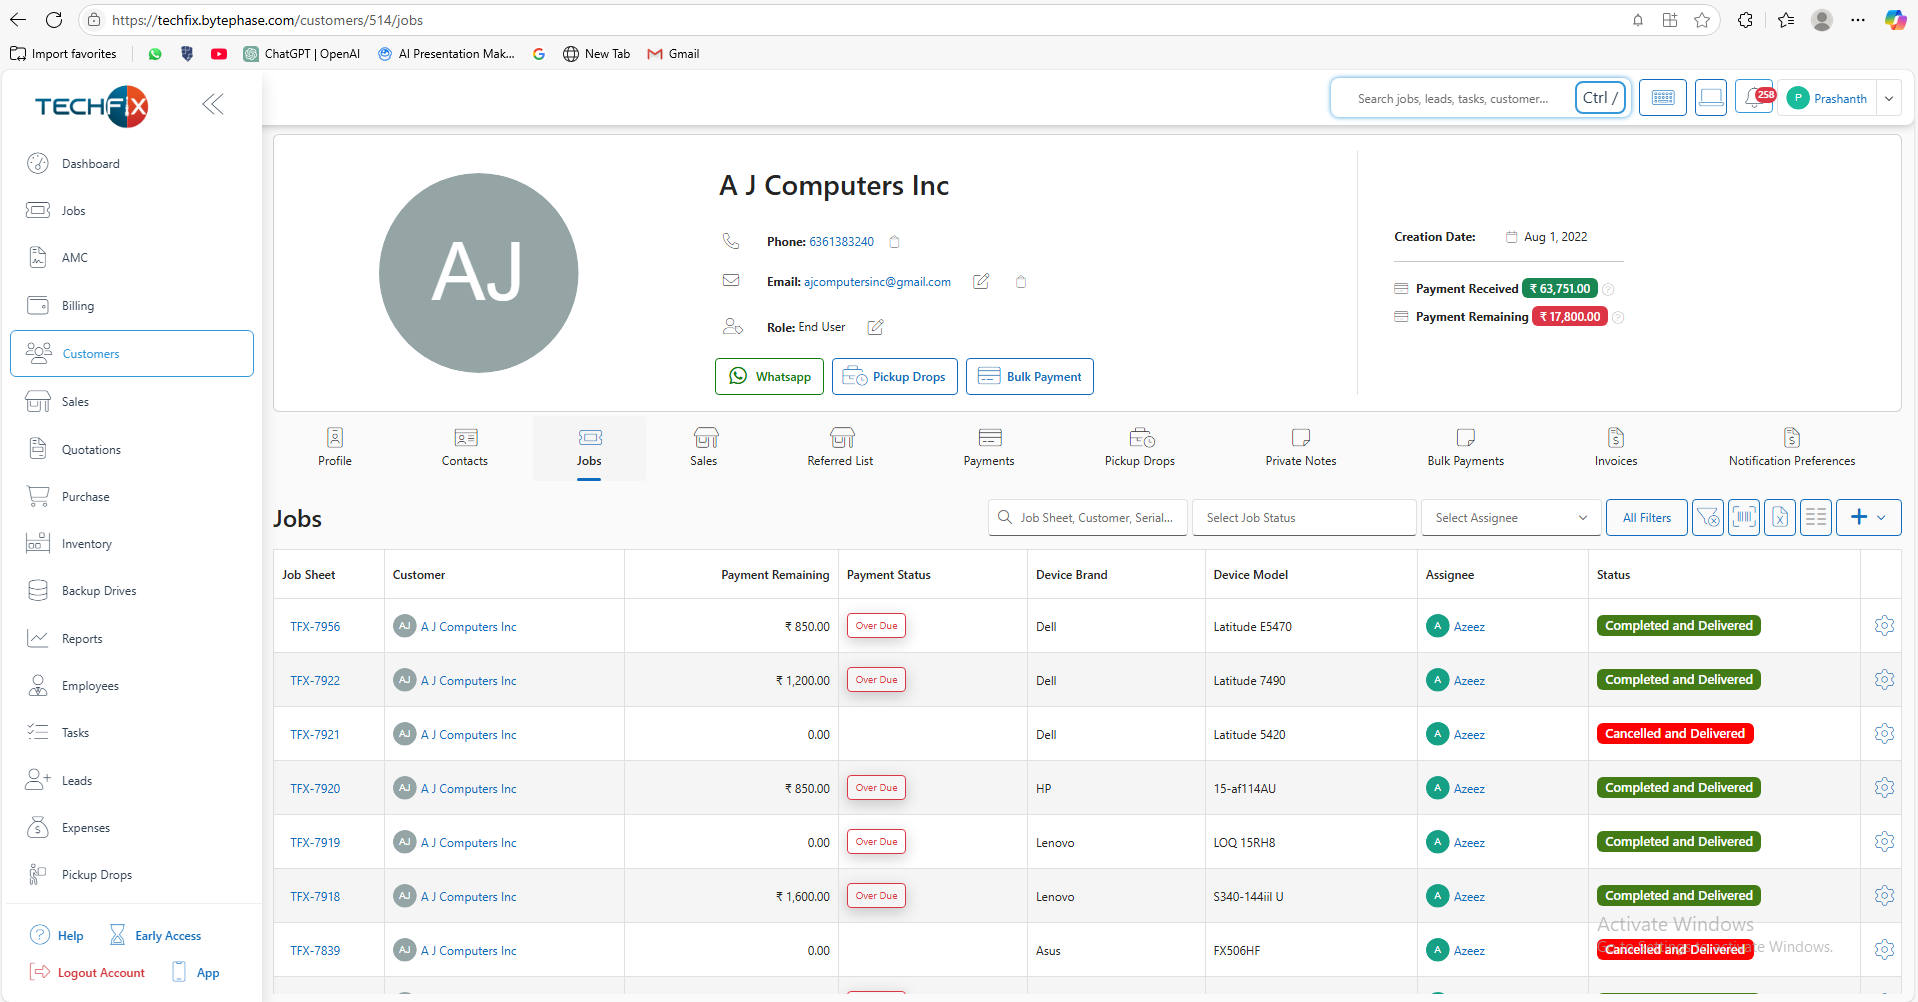 https://techfix.bytephase.com/customers/514/jobs
Import favorites
ChatGPT | OpenAI
AI Presentation Mak...
New Tab
Gmail
TECHFIX
Search jobs, leads, tasks, customer...
Ctrl /
258
P
Prashanth
Dashboard
Jobs
AMC
Billing
Customers
Sales
Quotations
Purchase
Inventory
Backup Drives
Reports
Employees
Tasks
Leads
Expenses
Pickup Drops
Help
Early Access
Logout Account
App
AJ
A J Computers Inc
Phone: 6361383240
Email: ajcomputersinc@gmail.com
Role: End User
Whatsapp
Pickup Drops
Bulk Payment
Creation Date: Aug 1, 2022
Payment Received ₹ 63,751.00
Payment Remaining ₹ 17,800.00
Profile
Contacts
Jobs
Sales
Referred List
Payments
Pickup Drops
Private Notes
Bulk Payments
Invoices
Notification Preferences
Jobs
Job Sheet, Customer, Serial...
Select Job Status
Select Assignee
All Filters
Job Sheet Customer Payment Remaining Payment Status Device Brand Device Model Assignee Status
TFX-7956 AJ A J Computers Inc ₹ 850.00 Over Due Dell Latitude E5470 A Azeez Completed and Delivered
TFX-7922 AJ A J Computers Inc ₹ 1,200.00 Over Due Dell Latitude 7490 A Azeez Completed and Delivered
TFX-7921 AJ A J Computers Inc 0.00 Dell Latitude 5420 A Azeez Cancelled and Delivered
TFX-7920 AJ A J Computers Inc ₹ 850.00 Over Due HP 15-af114AU A Azeez Completed and Delivered
TFX-7919 AJ A J Computers Inc 0.00 Over Due Lenovo LOQ 15RH8 A Azeez Completed and Delivered
TFX-7918 AJ A J Computers Inc ₹ 1,600.00 Over Due Lenovo S340-144iil U A Azeez Completed and Delivered
TFX-7839 AJ A J Computers Inc 0.00 Asus FX506HF A Azeez Cancelled and Delivered
Activate Windows
Go to Settings to activate Windows.